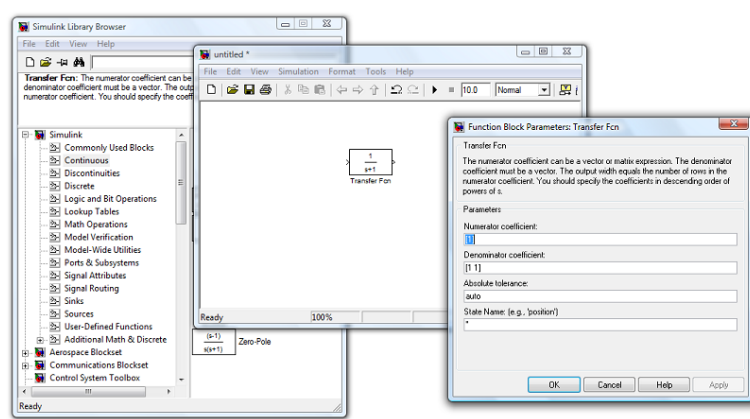 Simulink Library Browser
File Edit View Help
Transfer Fcn: The numerator coefficient can be
denominator coefficient must be a vector. The outp
numerator coefficient. You should specify the coeff
Simulink
Commonly Used Blocks
Continuous
Discontinuities
Discrete
Logic and Bit Operations
Lookup Tables
Math Operations
Model Verification
Model-Wide Utilities
Ports & Subsystems
Signal Attributes
Signal Routing
Sinks
Sources
User-Defined Functions
Additional Math & Discrete
Aerospace Blockset
Communications Blockset
Control System Toolbox
Ready
(s-1)
s(s+1)
Zero-Pole
untitled *
File Edit View Simulation Format Tools Help
10.0 Normal
1
s+1
Transfer Fcn
Ready 100%
Function Block Parameters: Transfer Fcn
Transfer Fcn
The numerator coefficient can be a vector or matrix expression. The denominator
coefficient must be a vector. The output width equals the number of rows in the
numerator coefficient. You should specify the coefficients in descending order of
powers of s.
Parameters
Numerator coefficient:
[1]
Denominator coefficient:
[1 1]
Absolute tolerance:
auto
State Name: (e.g., 'position')
''
OK Cancel Help Apply